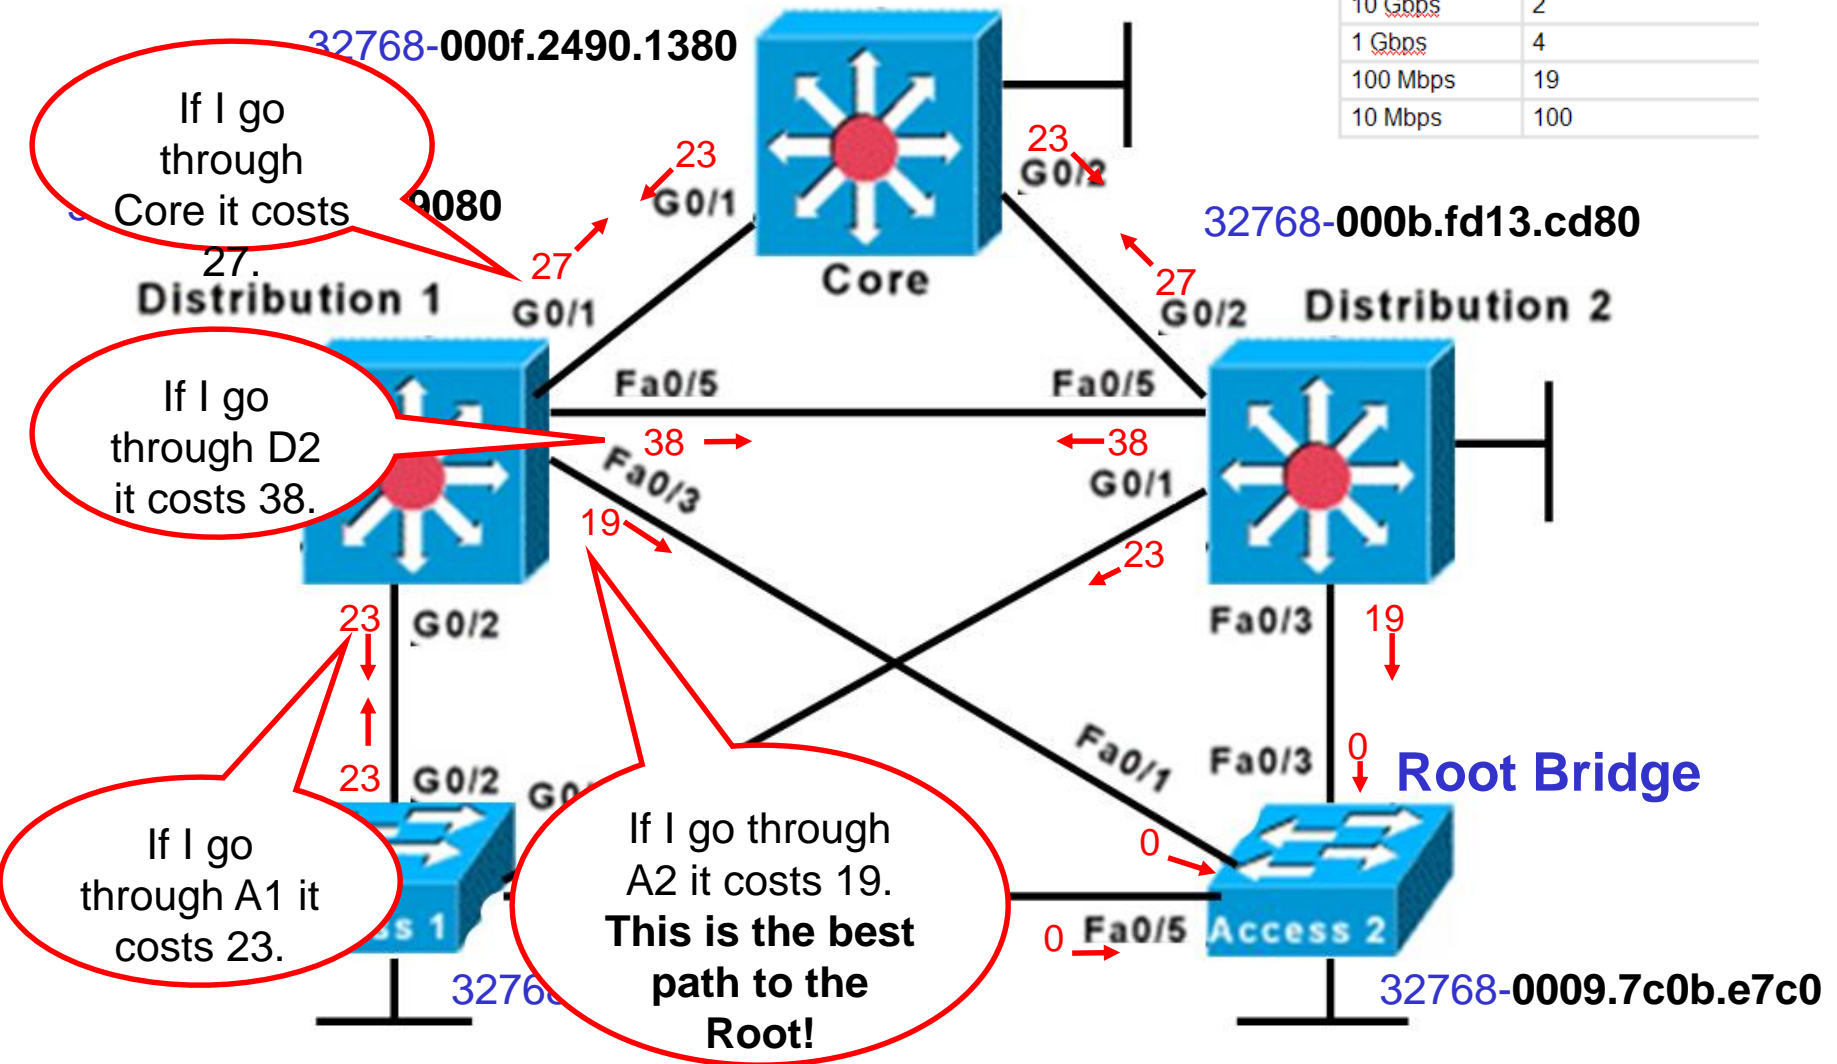 10 Gbps 2
1 Gbps 4
100 Mbps 19
10 Mbps 100
32768-000f.2490.1380
If I go
through
Core it costs
27.
9080
23
G0/1
23
G0/2
32768-000b.fd13.cd80
27
Core
27
Distribution 1
G0/1
G0/2
Distribution 2
If I go
through D2
it costs 38.
Fa0/5
Fa0/5
38
38
Fa0/3
G0/1
19
23
23
G0/2
Fa0/3
19
Fa0/1
Fa0/3
0
Root Bridge
23
G0/2
If I go
through A1 it
costs 23.
If I go through
A2 it costs 19.
This is the best
path to the
Root!
0
s 1
0
Fa0/5
Access 2
3276
32768-0009.7c0b.e7c0